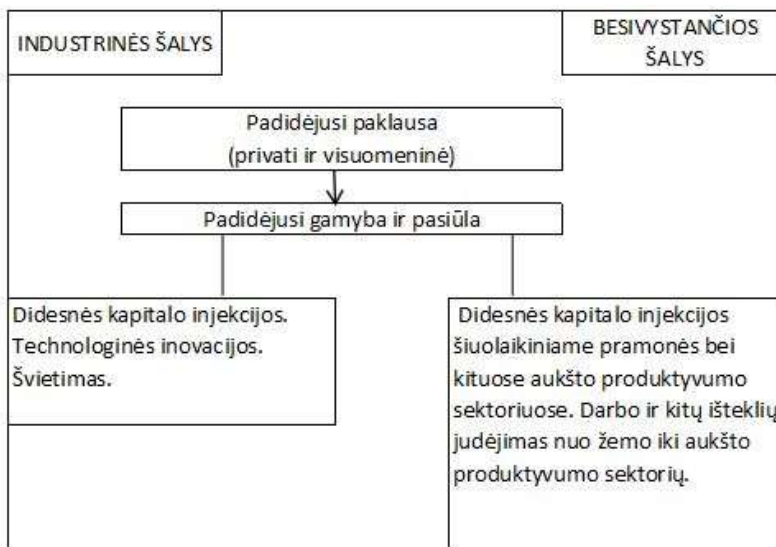 INDUSTRINĖS ŠALYS
BESIVYSTANČIOS
ŠALYS
Padidėjusi paklausa
(privati ir visuomeninė)
Padidėjusi gamyba ir pasiūla
Didesnės kapitalo injekcijos.
Technologinės inovacijos.
Švietimas.
Didesnės kapitalo injekcijos
šiuolaikiniame pramonės bei
kituose aukšto produktyvumo
sektoriuose. Darbo ir kitų išteklių
judėjimas nuo žemo iki aukšto
produktyvumo sektorių.